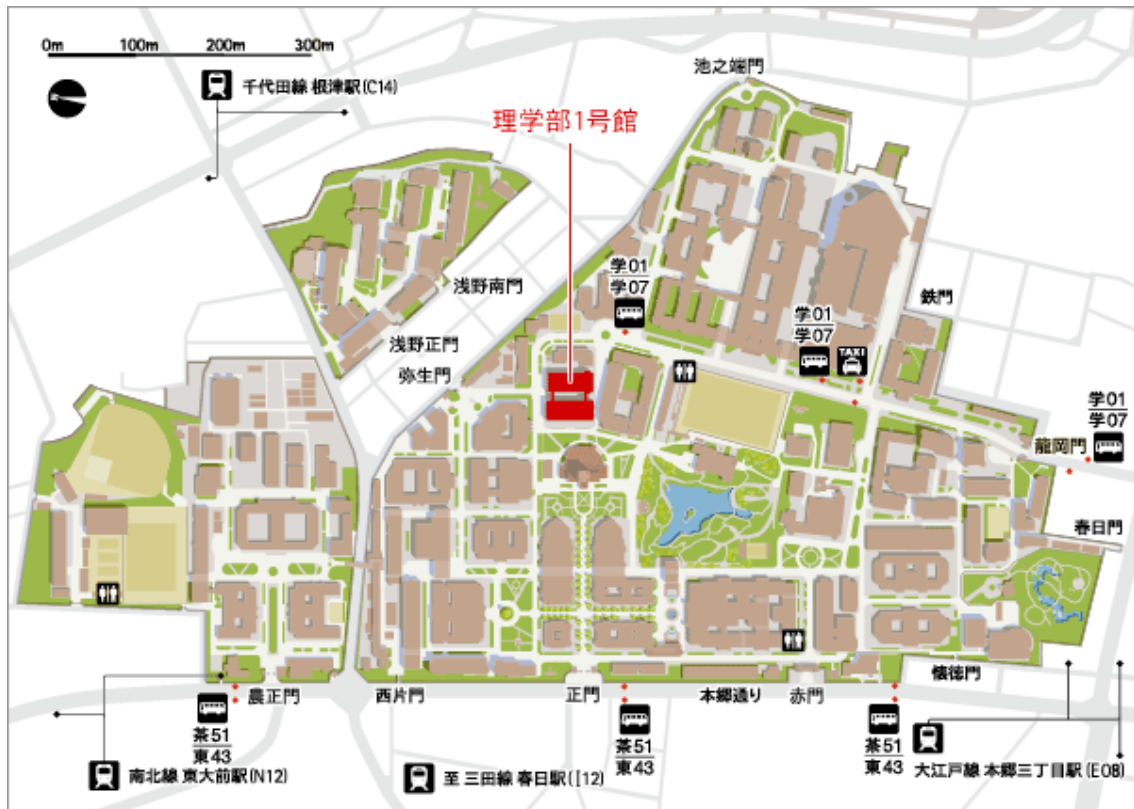 0m 100m 200m 300m
千代田線 根津駅(C14)
池之端門
理学部1号館
学01
学07
浅野南門
鉄門
学01
学07
TAXI
浅野正門
弥生門
学01
学07
龍岡門
春日門
懐徳門
農正門
西片門
正門
本郷通り
赤門
茶51
東43
茶51
東43
茶51
東43
南北線 東大前駅(N12)
至 三田線 春日駅(I12)
大江戸線 本郷三丁目駅(E08)